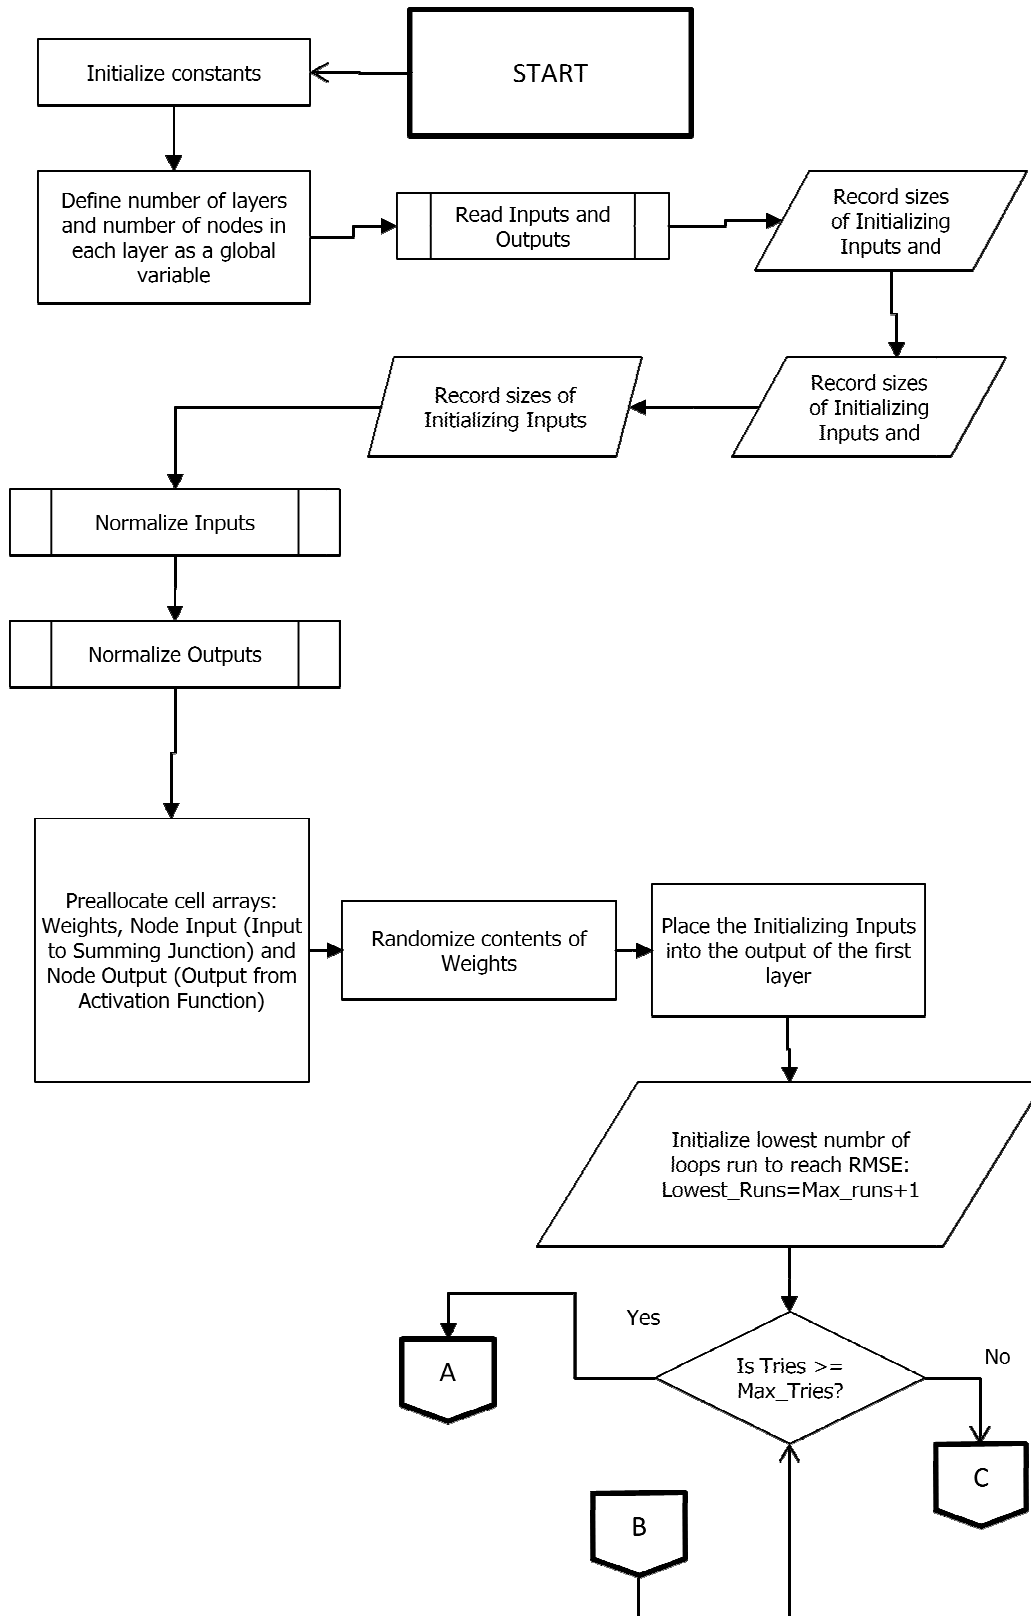 START
Initialize constants
Define number of layers
and number of nodes in
each layer as a global
variable
Read Inputs and
Outputs
Record sizes
of Initializing
Inputs and
Record sizes
of Initializing
Inputs and
Record sizes of
Initializing Inputs
Normalize Inputs
Normalize Outputs
Preallocate cell arrays:
Weights, Node Input (Input
to Summing Junction) and
Node Output (Output from
Activation Function)
Randomize contents of
Weights
Place the Initializing Inputs
into the output of the first
layer
Initialize lowest numbr of
loops run to reach RMSE:
Lowest_Runs=Max_runs+1
Is Tries >=
Max_Tries?
Yes
No
A
C
B